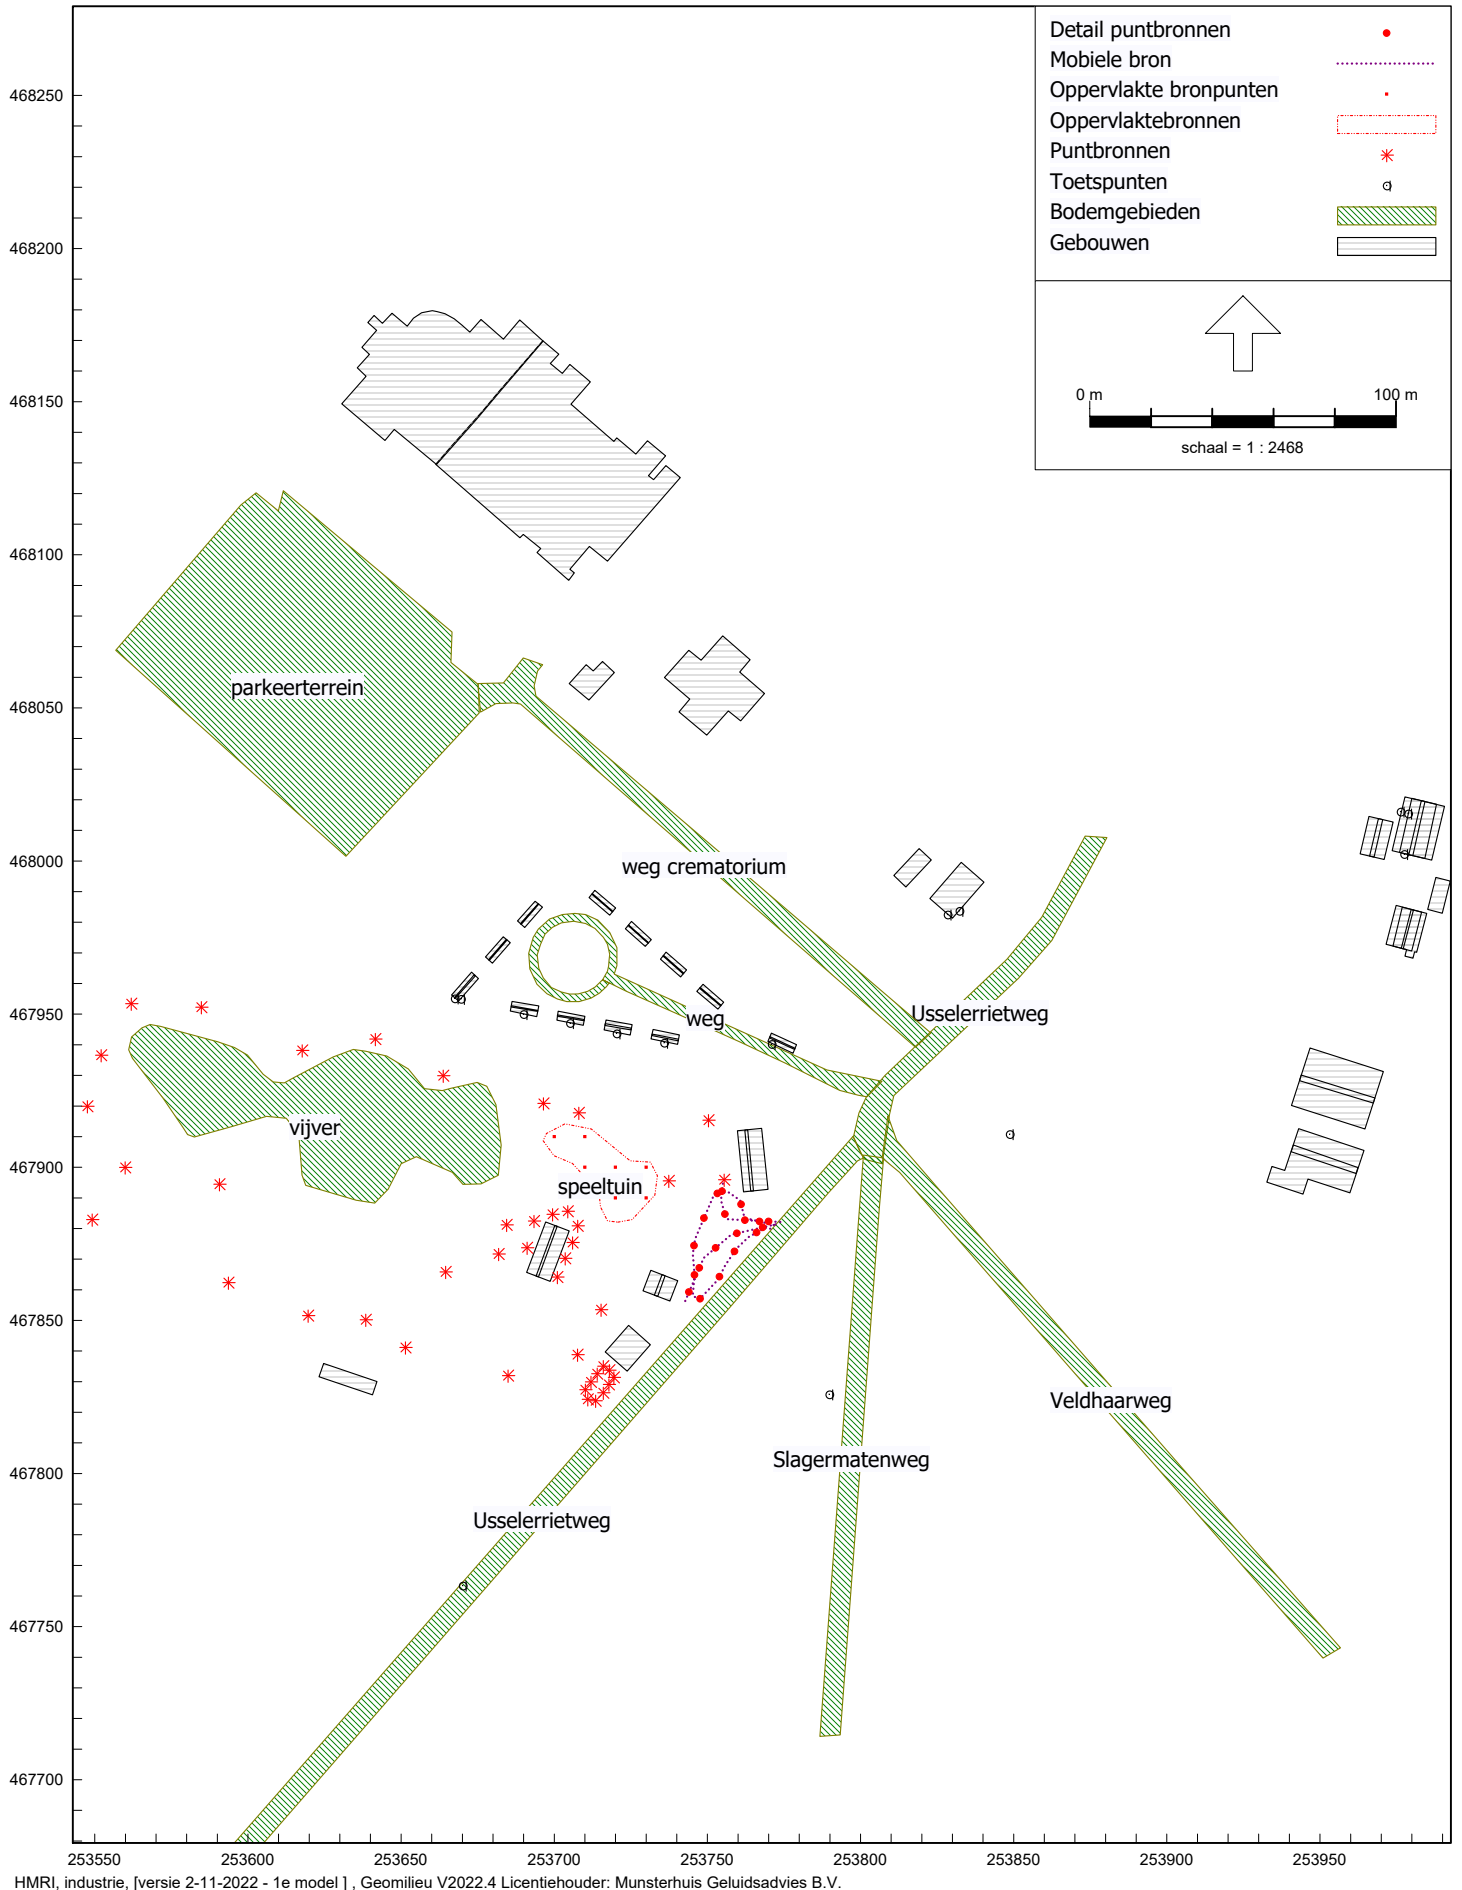 Detail puntbronnen
Mobiele bron
Oppervlakte bronpunten
Oppervlaktebronnen
Puntbronnen
Toetspunten
Bodemgebieden
Gebouwen
0 m 100 m
schaal = 1 : 2468
468250
468200
468150
468100
468050
468000
467950
467900
467850
467800
467750
467700
parkeerterrein
weg crematorium
Usselerrietweg
weg
vijver
speeltuin
Veldhaarweg
Slagermatenweg
Usselerrietweg
253550 253600 253650 253700 253750 253800 253850 253900 253950
HMRI, industrie, [versie 2-11-2022 - 1e model ] , Geomilieu V2022.4 Licentiehouder: Munsterhuis Geluidsadvies B.V.